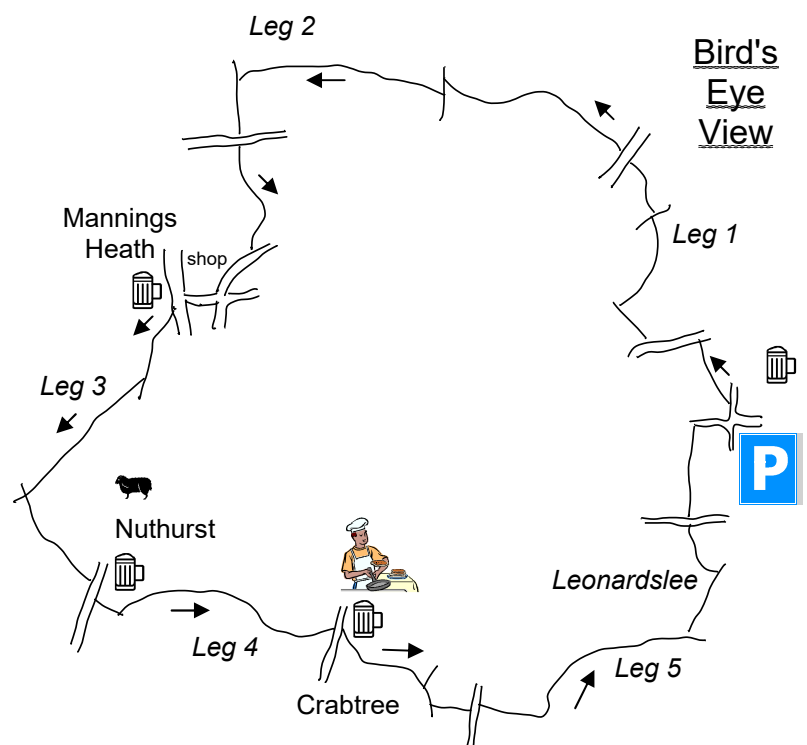 Leg 2
Bird's
Eye
View
Mannings
Heath
shop
Leg 1
Leg 3
P
Nuthurst
Leonardslee
Leg 4
Leg 5
Crabtree